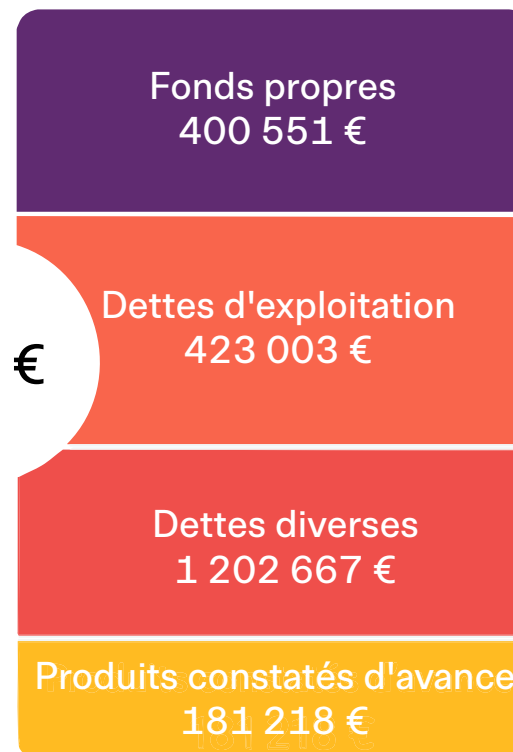 Fonds propres
400 551 €
Dettes d'exploitation
423 003 €
€
Dettes diverses
1 202 667 €
Produits constatés d'avance
181 218 €